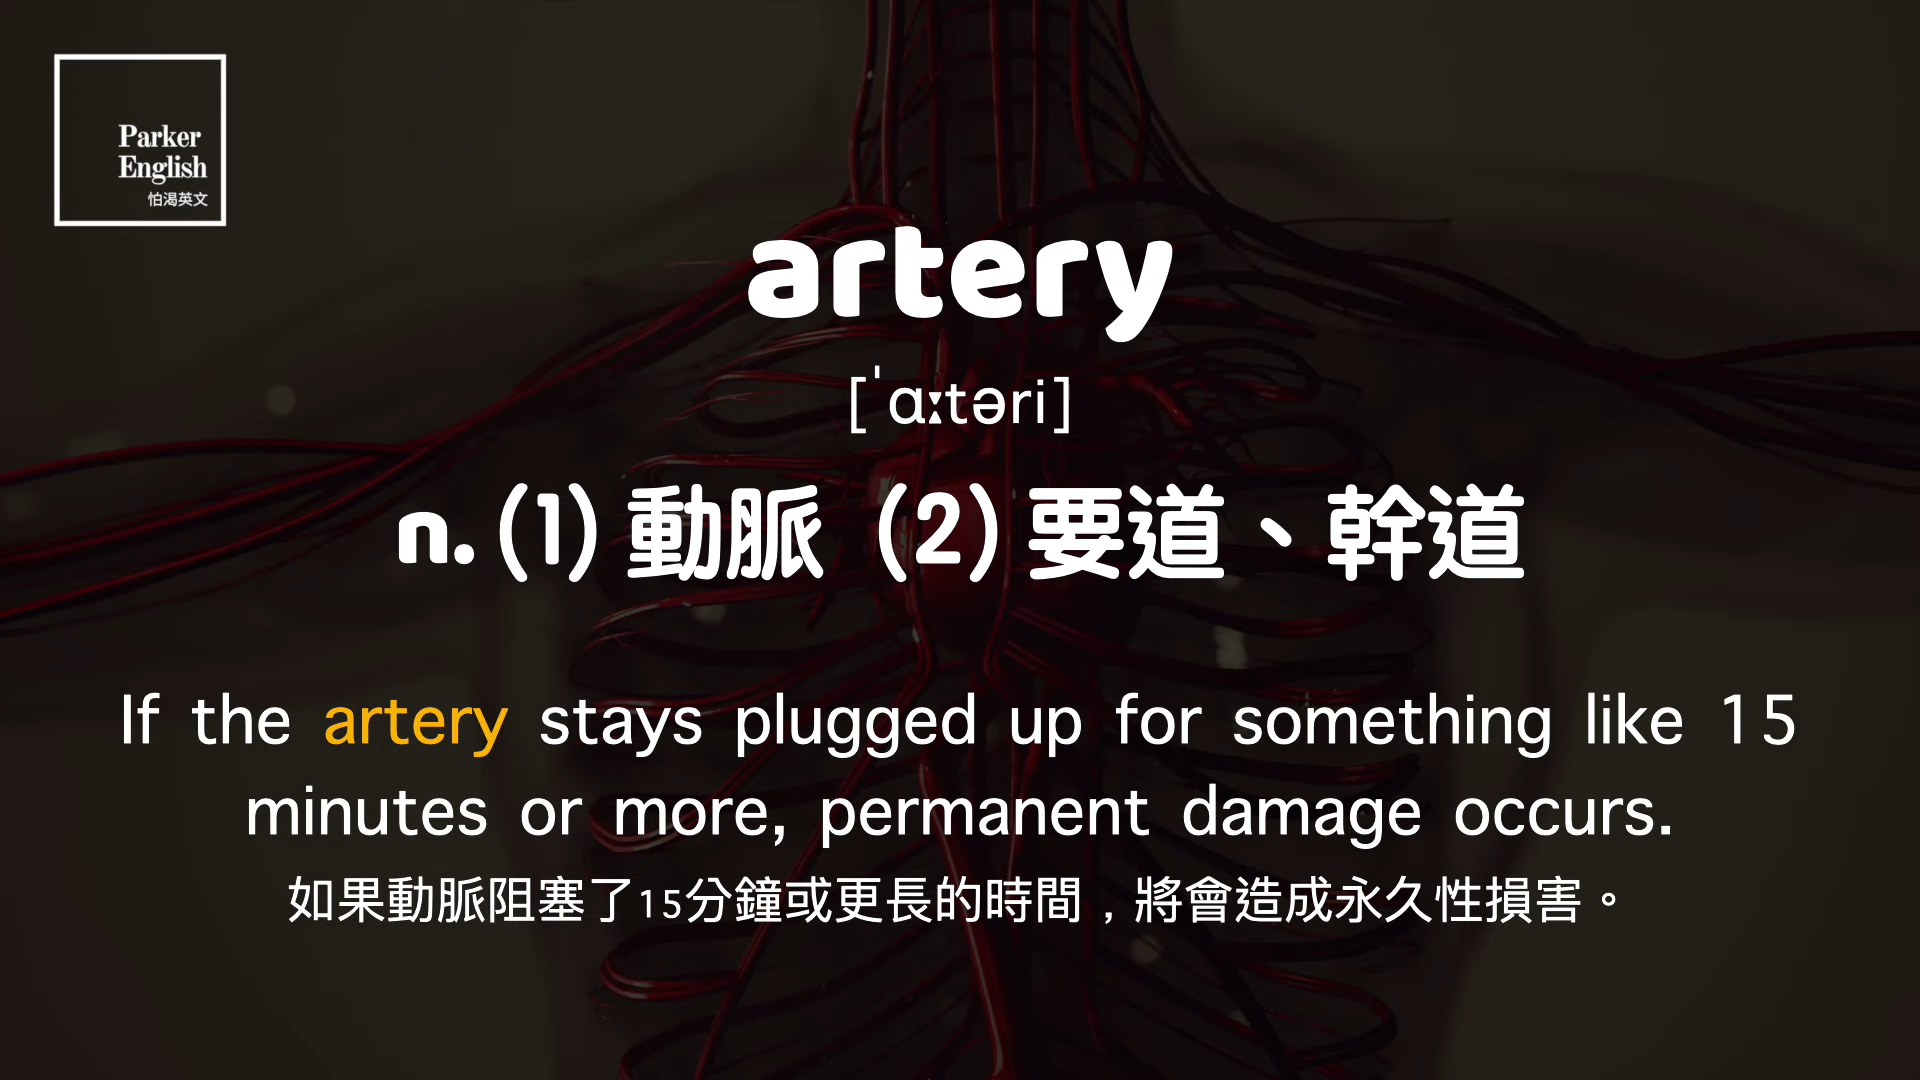 Parker
English
怕渴英文
artery
[ˈɑːtəri]
n. (1) 動脈 (2) 要道、幹道
If the artery stays plugged up for something like 15
minutes or more, permanent damage occurs.
如果動脈阻塞了15分鐘或更長的時間，將會造成永久性損害。